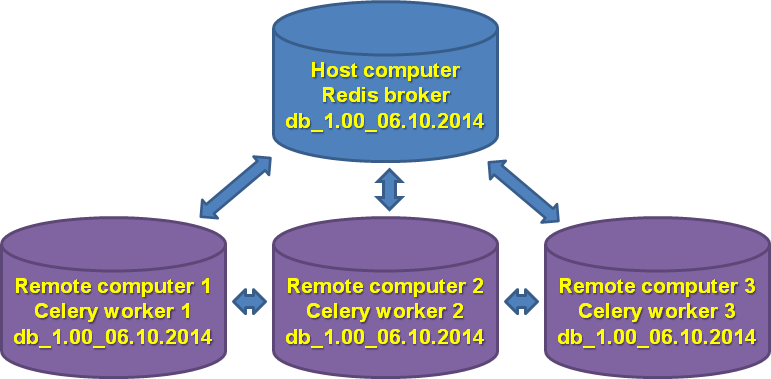 Host computer
Redis broker
db_1.00_06.10.2014
Remote computer 1
Celery worker 1
db_1.00_06.10.2014
Remote computer 2
Celery worker 2
db_1.00_06.10.2014
Remote computer 3
Celery worker 3
db_1.00_06.10.2014